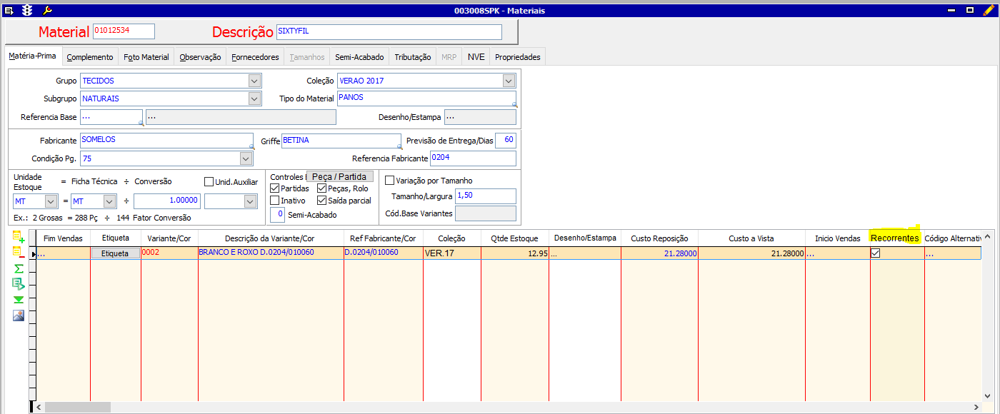 003008SPK - Materiais
Material 01012534 Descrição SIXTYFIL
Matéria-Prima Complemento Foto Material Observação Fornecedores Tamanhos Semi-Acabado Tributação MRP NVE Propriedades
Grupo TECIDOS Coleção VERAO 2017
Subgrupo NATURAIS Tipo do Material PANOS
Referencia Base ... ... Desenho/Estampa ...
Fabricante SOMELOS Griffe BETINA Previsão de Entrega/Dias 60
Condição Pg. 75 Referencia Fabricante 0204
Unidade Estoque = Ficha Técnica ÷ Conversão Unid.Auxiliar
MT = MT ÷ 1.00000
Ex.: 2 Grosas = 288 Pç ÷ 144 Fator Conversão
Controles Peça / Partida
Partidas Peças, Rolo
Inativo Saída parcial
0 Semi-Acabado
Variação por Tamanho
Tamanho/Largura 1,50
Cód.Base Variantes
Fim Vendas Etiqueta Variante/Cor Descrição da Variante/Cor Ref Fabricante/Cor Coleção Qtde Estoque Desenho/Estampa Custo Reposição Custo a Vista Inicio Vendas Recorrentes Código Alternativ
... Etiqueta 0002 BRANCO E ROXO D.0204/010060 D.0204/010060 VER.17 12.95 ... 21.28000 21.28000 ... ...